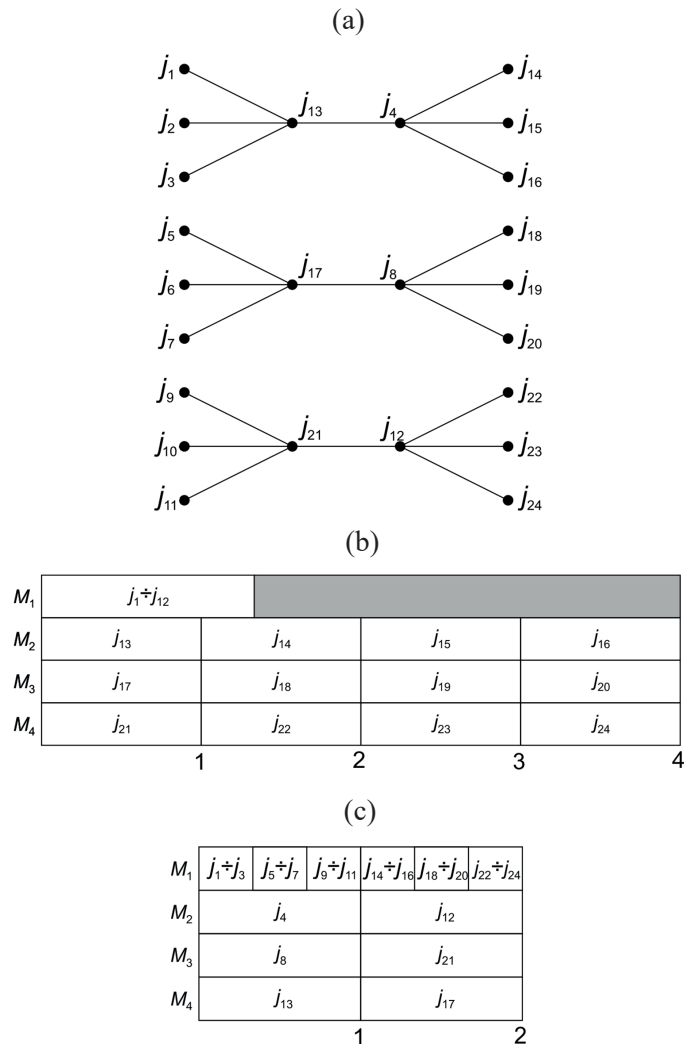 (a)
j₁ j₁₄
j₁₃ j₄
j₂ j₁₅
j₃ j₁₆
j₅ j₁₈
j₁₇ j₈
j₆ j₁₉
j₇ j₂₀
j₉ j₂₂
j₂₁ j₁₂
j₁₀ j₂₃
j₁₁ j₂₄
(b)
M₁ j₁÷j₁₂
M₂ j₁₃ j₁₄ j₁₅ j₁₆
M₃ j₁₇ j₁₈ j₁₉ j₂₀
M₄ j₂₁ j₂₂ j₂₃ j₂₄
1 2 3 4
(c)
M₁ j₁÷j₃ j₅÷j₇ j₉÷j₁₁ j₁₄÷j₁₆ j₁₈÷j₂₀ j₂₂÷j₂₄
M₂ j₄ j₁₂
M₃ j₈ j₂₁
M₄ j₁₃ j₁₇
1 2